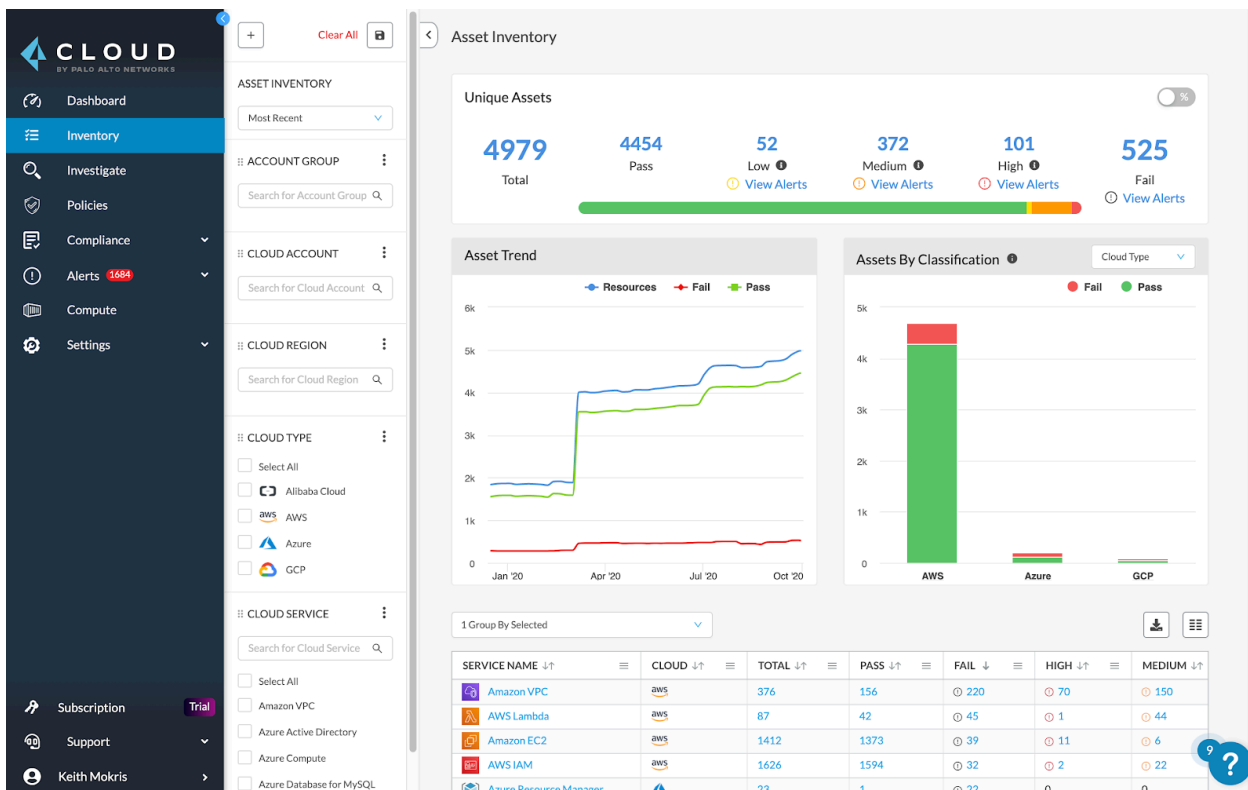 CLOUD
BY PALO ALTO NETWORKS
Dashboard
Inventory
Investigate
Policies
Compliance
Alerts 1684
Compute
Settings
Subscription Trial
Support
Keith Mokris
+ Clear All
ASSET INVENTORY
Most Recent
ACCOUNT GROUP
Search for Account Group
CLOUD ACCOUNT
Search for Cloud Account
CLOUD REGION
Search for Cloud Region
CLOUD TYPE
Select All
Alibaba Cloud
aws AWS
Azure
GCP
CLOUD SERVICE
Search for Cloud Service
Select All
Amazon VPC
Azure Active Directory
Azure Compute
Azure Database for MySQL
Asset Inventory
Unique Assets
%
4979
Total
4454
Pass
52
Low
View Alerts
372
Medium
View Alerts
101
High
View Alerts
525
Fail
View Alerts
Asset Trend
Resources Fail Pass
6k
5k
4k
3k
2k
1k
0
Jan '20 Apr '20 Jul '20 Oct '20
Assets By Classification
Cloud Type
Fail Pass
5k
4k
3k
2k
1k
0
AWS Azure GCP
1 Group By Selected
SERVICE NAME CLOUD TOTAL PASS FAIL HIGH MEDIUM
Amazon VPC aws 376 156 220 70 150
AWS Lambda aws 87 42 45 1 44
Amazon EC2 aws 1412 1373 39 11 6
AWS IAM aws 1626 1594 32 2 22
Azure Resource Manager 23 1 22 0 0
9
?